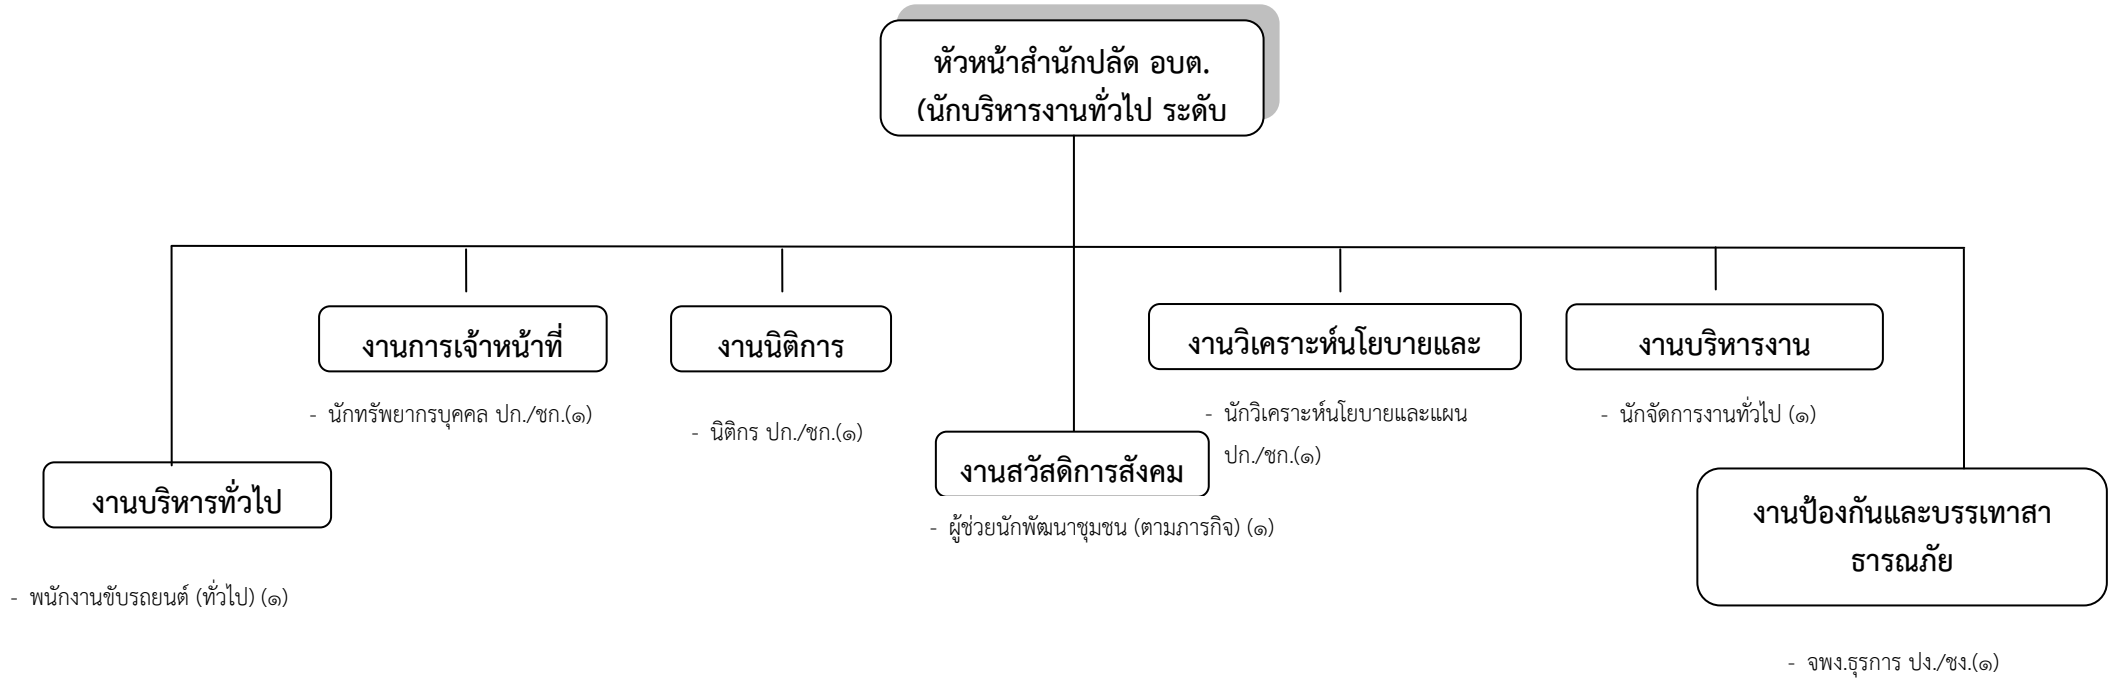 หัวหน้าสำนักปลัด อบต.
(นักบริหารงานทั่วไป ระดับ
งานการเจ้าหน้าที่
- นักทรัพยากรบุคคล ปก./ชก.(๑)
งานนิติการ
- นิติกร ปก./ชก.(๑)
งานวิเคราะห์นโยบายและ
- นักวิเคราะห์นโยบายและแผน
ปก./ชก.(๑)
งานบริหารงาน
- นักจัดการงานทั่วไป (๑)
งานบริหารทั่วไป
- พนักงานขับรถยนต์ (ทั่วไป) (๑)
งานสวัสดิการสังคม
- ผู้ช่วยนักพัฒนาชุมชน (ตามภารกิจ) (๑)
งานป้องกันและบรรเทาสา
ธารณภัย
- จพง.ธุรการ ปง./ชง.(๑)